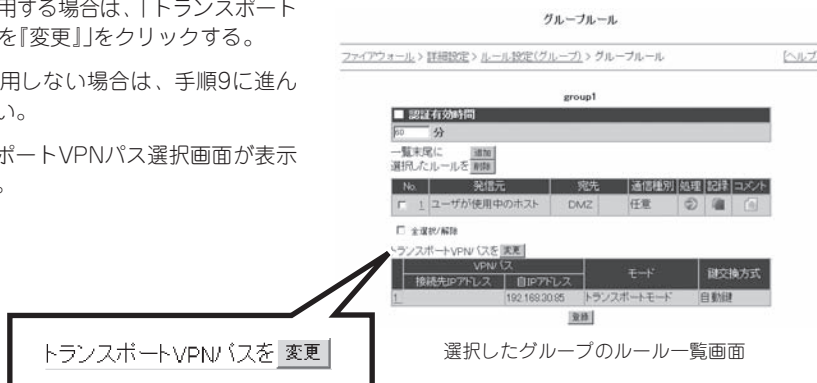 用する場合は、「トランスポート
を『変更』」をクリックする。
用しない場合は、手順9に進ん
い。
ポートVPNパス選択画面が表示
。
グループルール
ファイアウォール > 詳細設定 > ルール設定(グループ) > グループルール
[ヘルプ
group1
■ 認証有効時間
60 分
一覧末尾に 追加
選択したルールを 削除
No. 発信元 宛先 通信種別 処理 記録 コメント
1 ユーザが使用中のホスト DMZ 任意
全選択/解除
トランスポートVPNパスを 変更
VPNパス モード 鍵交換方式
接続先IPアドレス 自IPアドレス
1 192.168.30.85 トランスポートモード 自動鍵
登録
トランスポートVPNパスを 変更
選択したグループのルール一覧画面